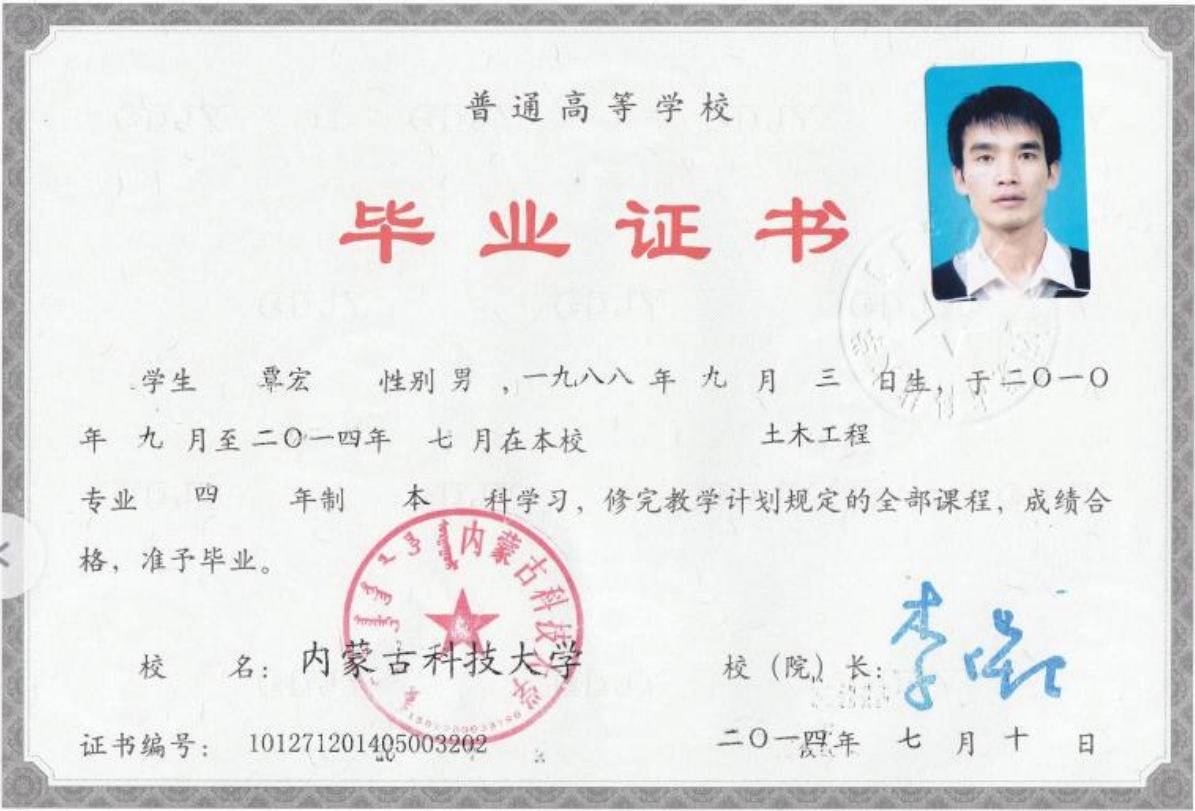 普通高等学校
毕业证书
学生 覃宏 性别 男 ,一九八八 年 九 月 三 日生,于二〇一〇
年 九 月至二〇一四年 七 月在本校 土木工程
专业 四 年制 本 科学习,修完教学计划规定的全部课程,成绩合
格,准予毕业。
内蒙古科技大学
校 名:内蒙古科技大学 校(院)长:
证书编号: 101271201405003202 二〇一四年 七 月 十 日